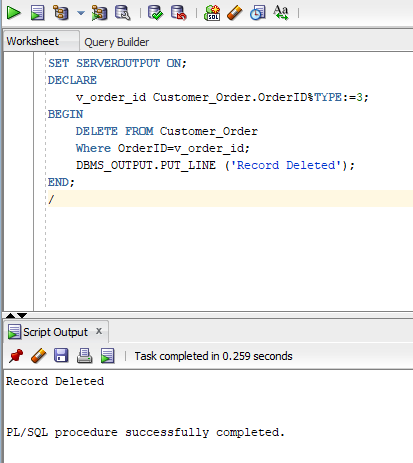 Worksheet Query Builder
SET SERVEROUTPUT ON;
DECLARE
v_order_id Customer_Order.OrderID%TYPE:=3;
BEGIN
DELETE FROM Customer_Order
Where OrderID=v_order_id;
DBMS_OUTPUT.PUT_LINE ('Record Deleted');
END;
/
Script Output x
Task completed in 0.259 seconds
Record Deleted
PL/SQL procedure successfully completed.